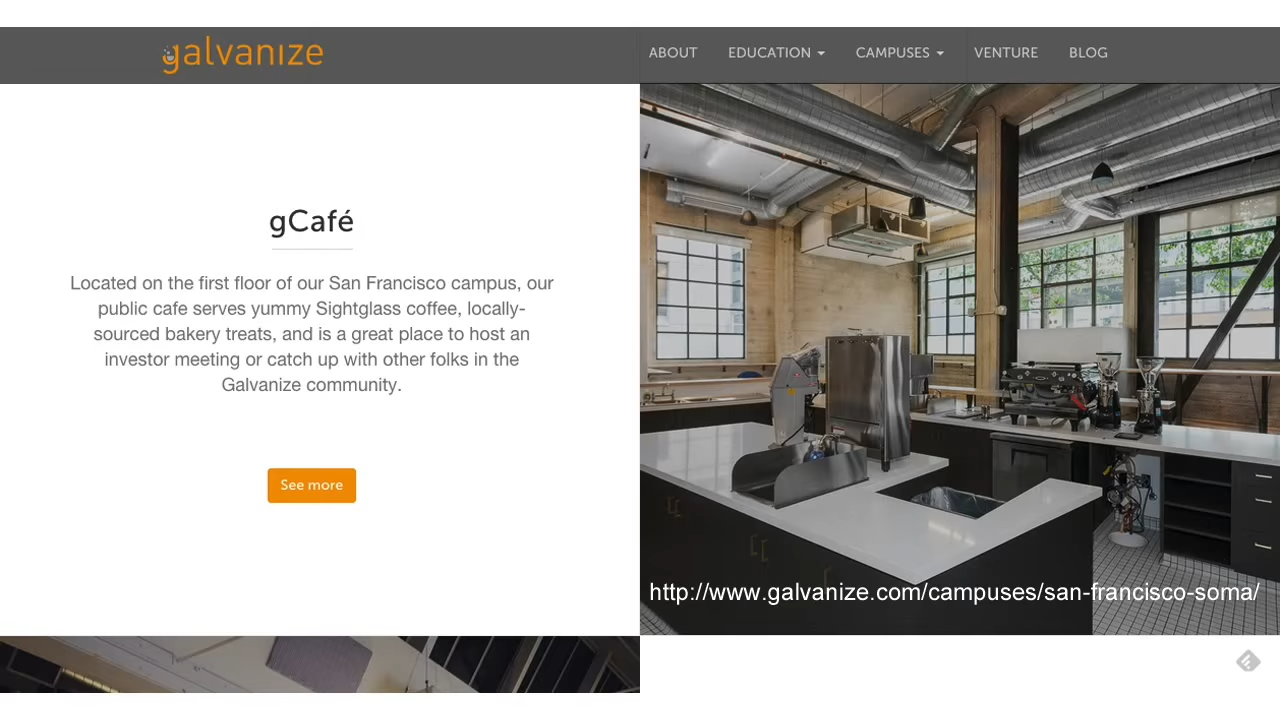 galvanize
ABOUT EDUCATION CAMPUSES VENTURE BLOG
gCafé
Located on the first floor of our San Francisco campus, our
public cafe serves yummy Sightglass coffee, locally-
sourced bakery treats, and is a great place to host an
investor meeting or catch up with other folks in the
Galvanize community.
See more
http://www.galvanize.com/campuses/san-francisco-soma/